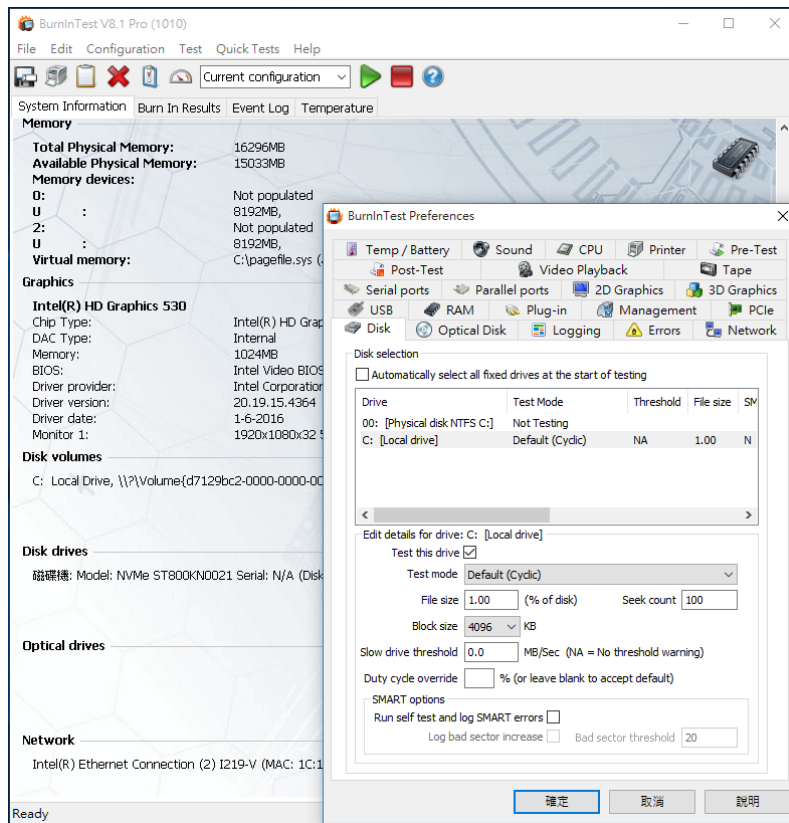 BurnInTest V8.1 Pro (1010)
File Edit Configuration Test Quick Tests Help
Current configuration
System Information Burn In Results Event Log Temperature
Memory
Total Physical Memory: 16296MB
Available Physical Memory: 15033MB
Memory devices:
0: Not populated
U : 8192MB,
2: Not populated
U : 8192MB,
Virtual memory: C:\pagefile.sys (
Graphics
Intel(R) HD Graphics 530
Chip Type: Intel(R) HD Grap
DAC Type: Internal
Memory: 1024MB
BIOS: Intel Video BIOS
Driver provider: Intel Corporation
Driver version: 20.19.15.4364
Driver date: 1-6-2016
Monitor 1: 1920x1080x32
Disk volumes
C: Local Drive, \\?\Volume{d7129bc2-0000-0000-00
Disk drives
磁碟機: Model: NVMe ST800KN0021 Serial: N/A (Disk
Optical drives
Network
Intel(R) Ethernet Connection (2) I219-V (MAC: 1C:1
Ready
BurnInTest Preferences
Temp / Battery Sound CPU Printer Pre-Test
Post-Test Video Playback Tape
Serial ports Parallel ports 2D Graphics 3D Graphics
USB RAM Plug-in Management PCIe
Disk Optical Disk Logging Errors Network
Disk selection
Automatically select all fixed drives at the start of testing
Drive Test Mode Threshold File size SM
00: [Physical disk NTFS C:] Not Testing
C: [Local drive] Default (Cyclic) NA 1.00 N
Edit details for drive: C: [Local drive]
Test this drive
Test mode Default (Cyclic)
File size 1.00 (% of disk) Seek count 100
Block size 4096 KB
Slow drive threshold 0.0 MB/Sec (NA = No threshold warning)
Duty cycle override % (or leave blank to accept default)
SMART options
Run self test and log SMART errors
Log bad sector increase Bad sector threshold 20
確定 取消 說明